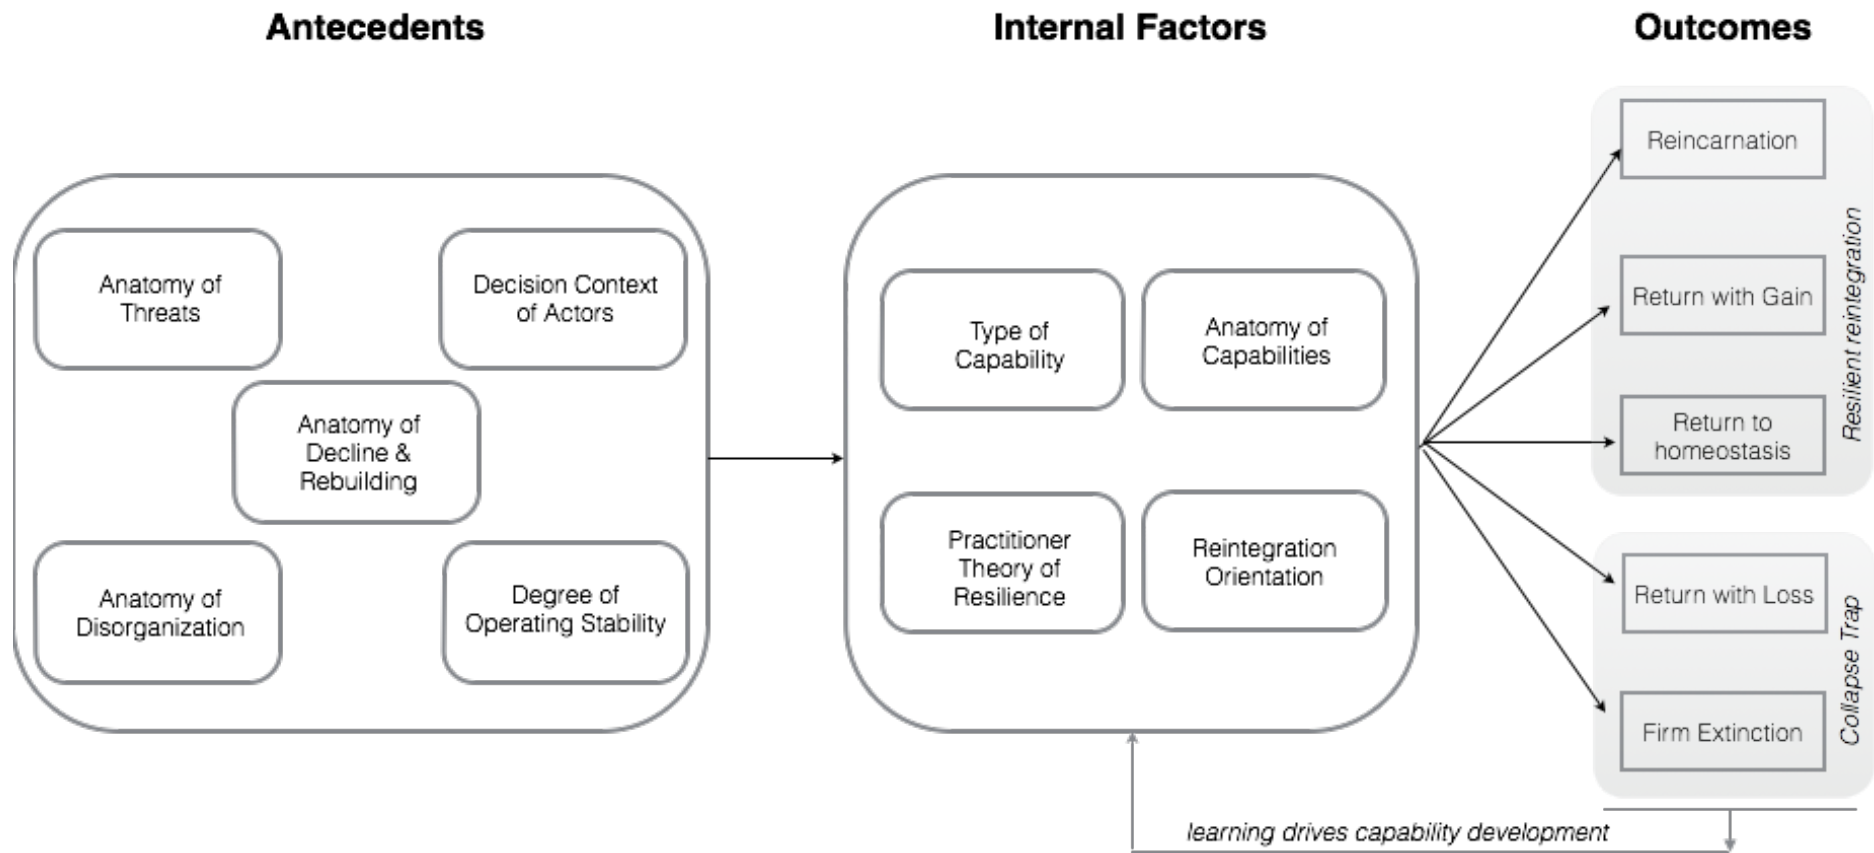 Antecedents
Internal Factors
Outcomes
Anatomy of
Threats
Decision Context
of Actors
Anatomy of
Decline &
Rebuilding
Anatomy of
Disorganization
Degree of
Operating Stability
Type of
Capability
Anatomy of
Capabilities
Practitioner
Theory of
Resilience
Reintegration
Orientation
Reincarnation
Return with Gain
Return to
homeostasis
Resilient reintegration
Return with Loss
Firm Extinction
Collapse Trap
learning drives capability development